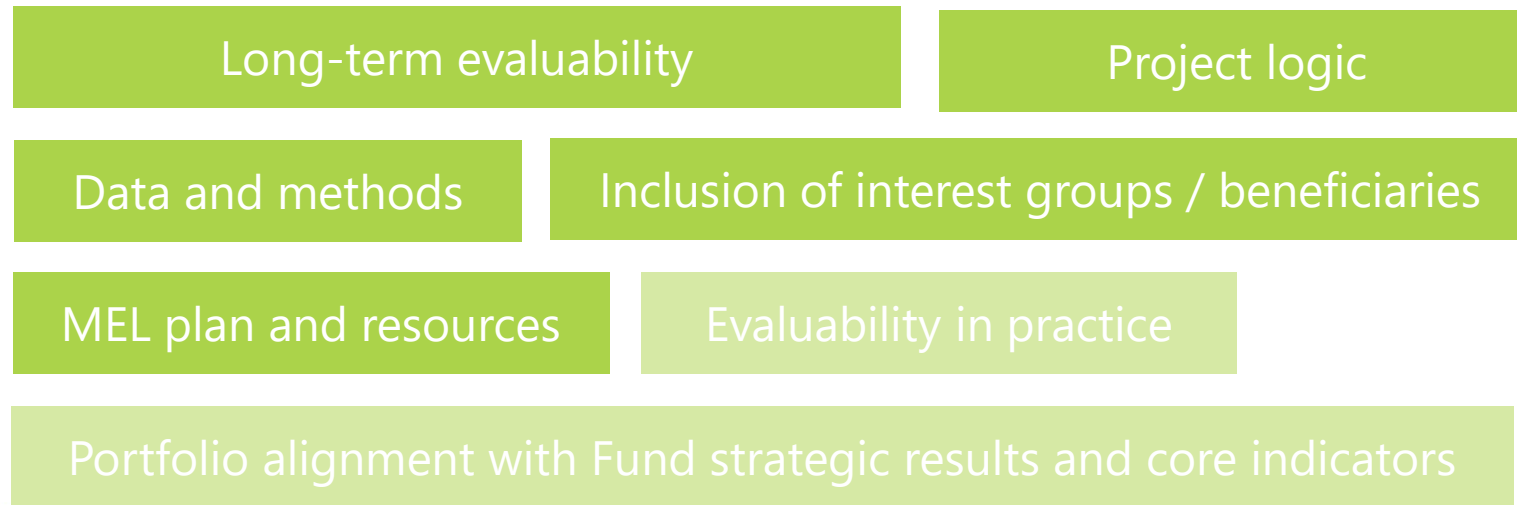 Long-term evaluability
Project logic
Data and methods
Inclusion of interest groups / beneficiaries
MEL plan and resources
Evaluability in practice
Portfolio alignment with Fund strategic results and core indicators